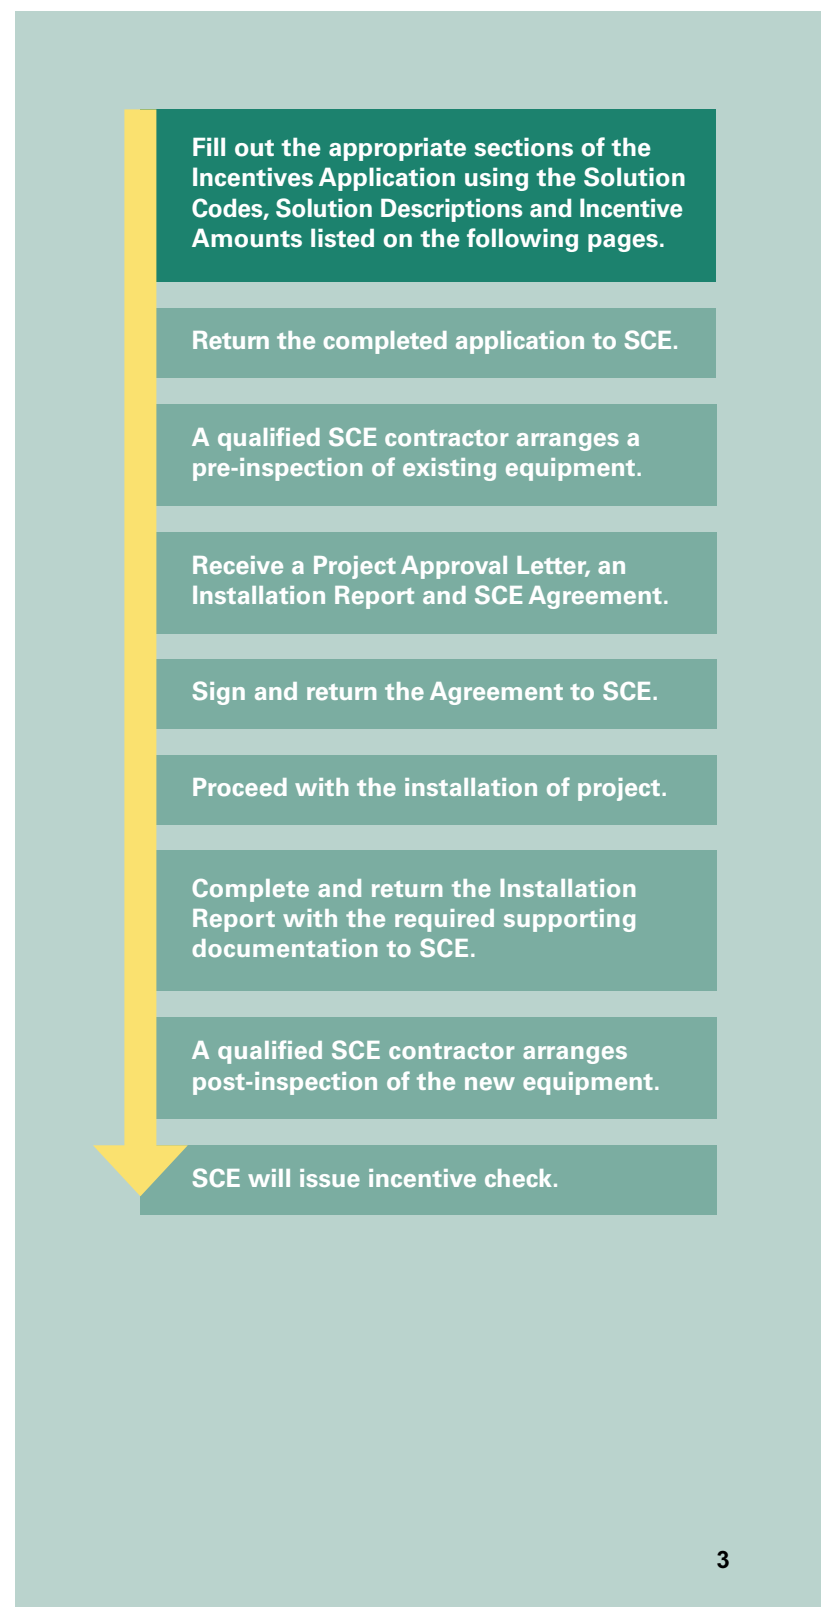 Fill out the appropriate sections of the
Incentives Application using the Solution
Codes, Solution Descriptions and Incentive
Amounts listed on the following pages.
Return the completed application to SCE.
A qualified SCE contractor arranges a
pre-inspection of existing equipment.
Receive a Project Approval Letter, an
Installation Report and SCE Agreement.
Sign and return the Agreement to SCE.
Proceed with the installation of project.
Complete and return the Installation
Report with the required supporting
documentation to SCE.
A qualified SCE contractor arranges
post-inspection of the new equipment.
SCE will issue incentive check.
3